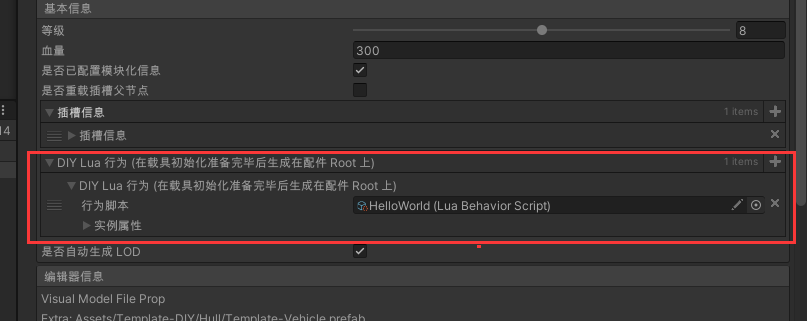 基本信息
等级 8
血量 300
是否已配置模块化信息
是否重载插槽父节点
插槽信息 1 items
插槽信息
14
DIY Lua 行为 (在载具初始化准备完毕后生成在配件 Root 上) 1 items
DIY Lua 行为 (在载具初始化准备完毕后生成在配件 Root 上)
行为脚本 HelloWorld (Lua Behavior Script)
实例属性
是否自动生成 LOD
编辑器信息
Visual Model File Prop
Extra: Assets/Template-DIY/Hull/Template-Vehicle.prefab